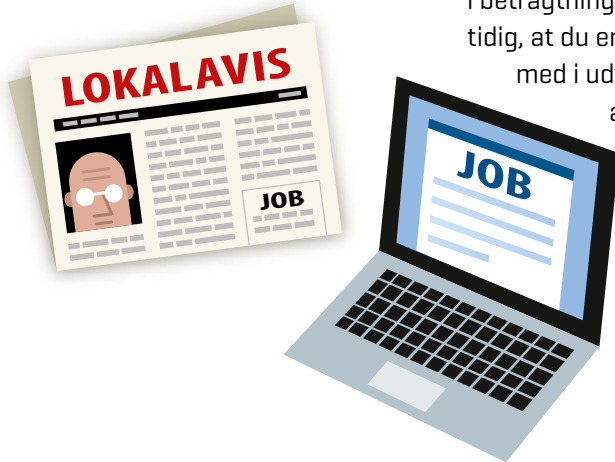 i betragtning
tidig, at du er
med i ud
LOKALAVIS
JOB
JOB